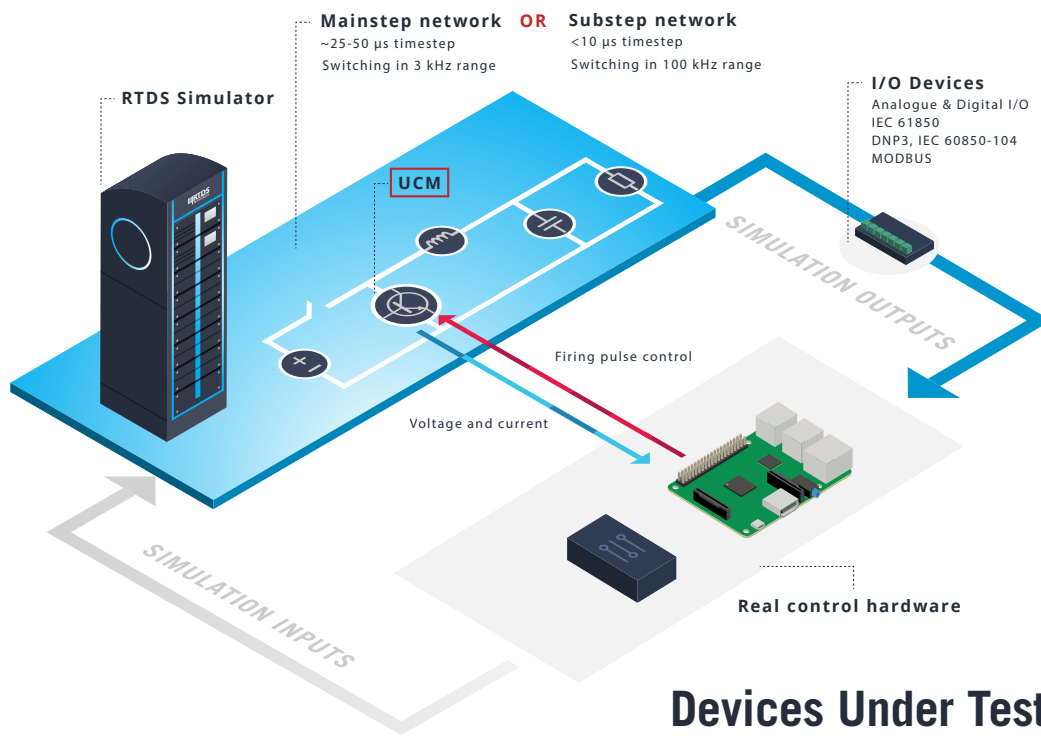 Mainstep network OR Substep network
~25-50 µs timestep
Switching in 3 kHz range
<10 µs timestep
Switching in 100 kHz range
I/O Devices
Analogue & Digital I/O
IEC 61850
DNP3, IEC 60850-104
MODBUS
RTDS Simulator
RTDS
UCM
SIMULATION OUTPUTS
Firing pulse control
Voltage and current
SIMULATION INPUTS
Real control hardware
Devices Under Test